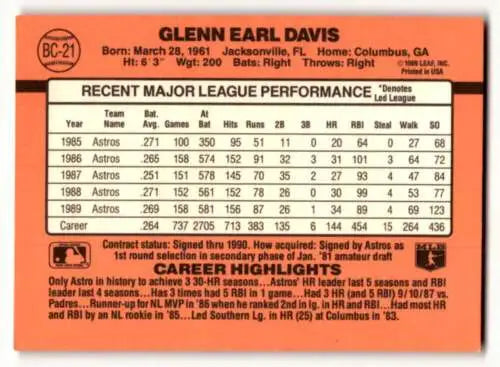 BC-21
GLENN EARL DAVIS
Born: March 28, 1961 Jacksonville, FL Home: Columbus, GA
Ht: 6'3" Wgt: 200 Bats: Right Throws: Right
©1989 LEAF, INC.
Printed in USA
RECENT MAJOR LEAGUE PERFORMANCE *Denotes Led League
Year Team Name Bat. Avg. Games At Bat Hits Runs 2B 3B HR RBI Steal Walk SO
1985 Astros .271 100 350 95 51 11 0 20 64 0 27 68
1986 Astros .265 158 574 152 91 32 3 31 101 3 64 72
1987 Astros .251 151 578 145 70 35 2 27 93 4 47 84
1988 Astros .271 152 561 152 78 26 0 30 99 4 53 77
1989 Astros .269 158 581 156 87 26 1 34 89 4 69 123
Career .264 737 2705 713 383 135 6 144 454 15 264 436
Contract status: Signed thru 1990. How acquired: Signed by Astros as
1st round selection in secondary phase of Jan. '81 amateur draft
MLB
CAREER HIGHLIGHTS
Only Astro in history to achieve 3 30-HR seasons...Astros' HR leader last 5 seasons and RBI
leader last 4 seasons...Has 3 times had 5 RBI in 1 game...Had 3 HR (and 5 RBI) 9/10/87 vs.
Padres...Runner-up for NL MVP in '86 when he ranked 2nd in lg. in HR and RBI...Had most HR
and RBI by an NL rookie in '85...Led Southern Lg. in HR (25) at Columbus in '83.